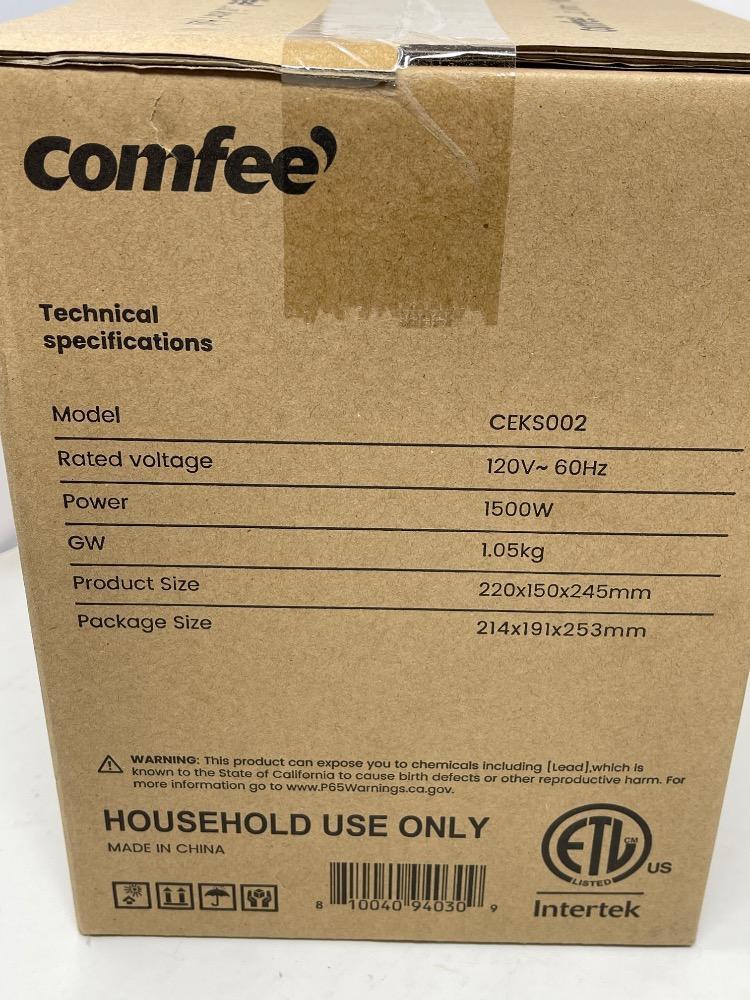 Comfee'
Technical
specifications
Model CEKS002
Rated voltage 120V~ 60Hz
Power 1500W
GW 1.05kg
Product Size 220x150x245mm
Package Size 214x191x253mm
WARNING: This product can expose you to chemicals including [Lead],which is
known to the State of California to cause birth defects or other reproductive harm. For
more information go to www.P65Warnings.ca.gov.
HOUSEHOLD USE ONLY
MADE IN CHINA
8 10040 94030 9
ETL CM
LISTED
US
Intertek